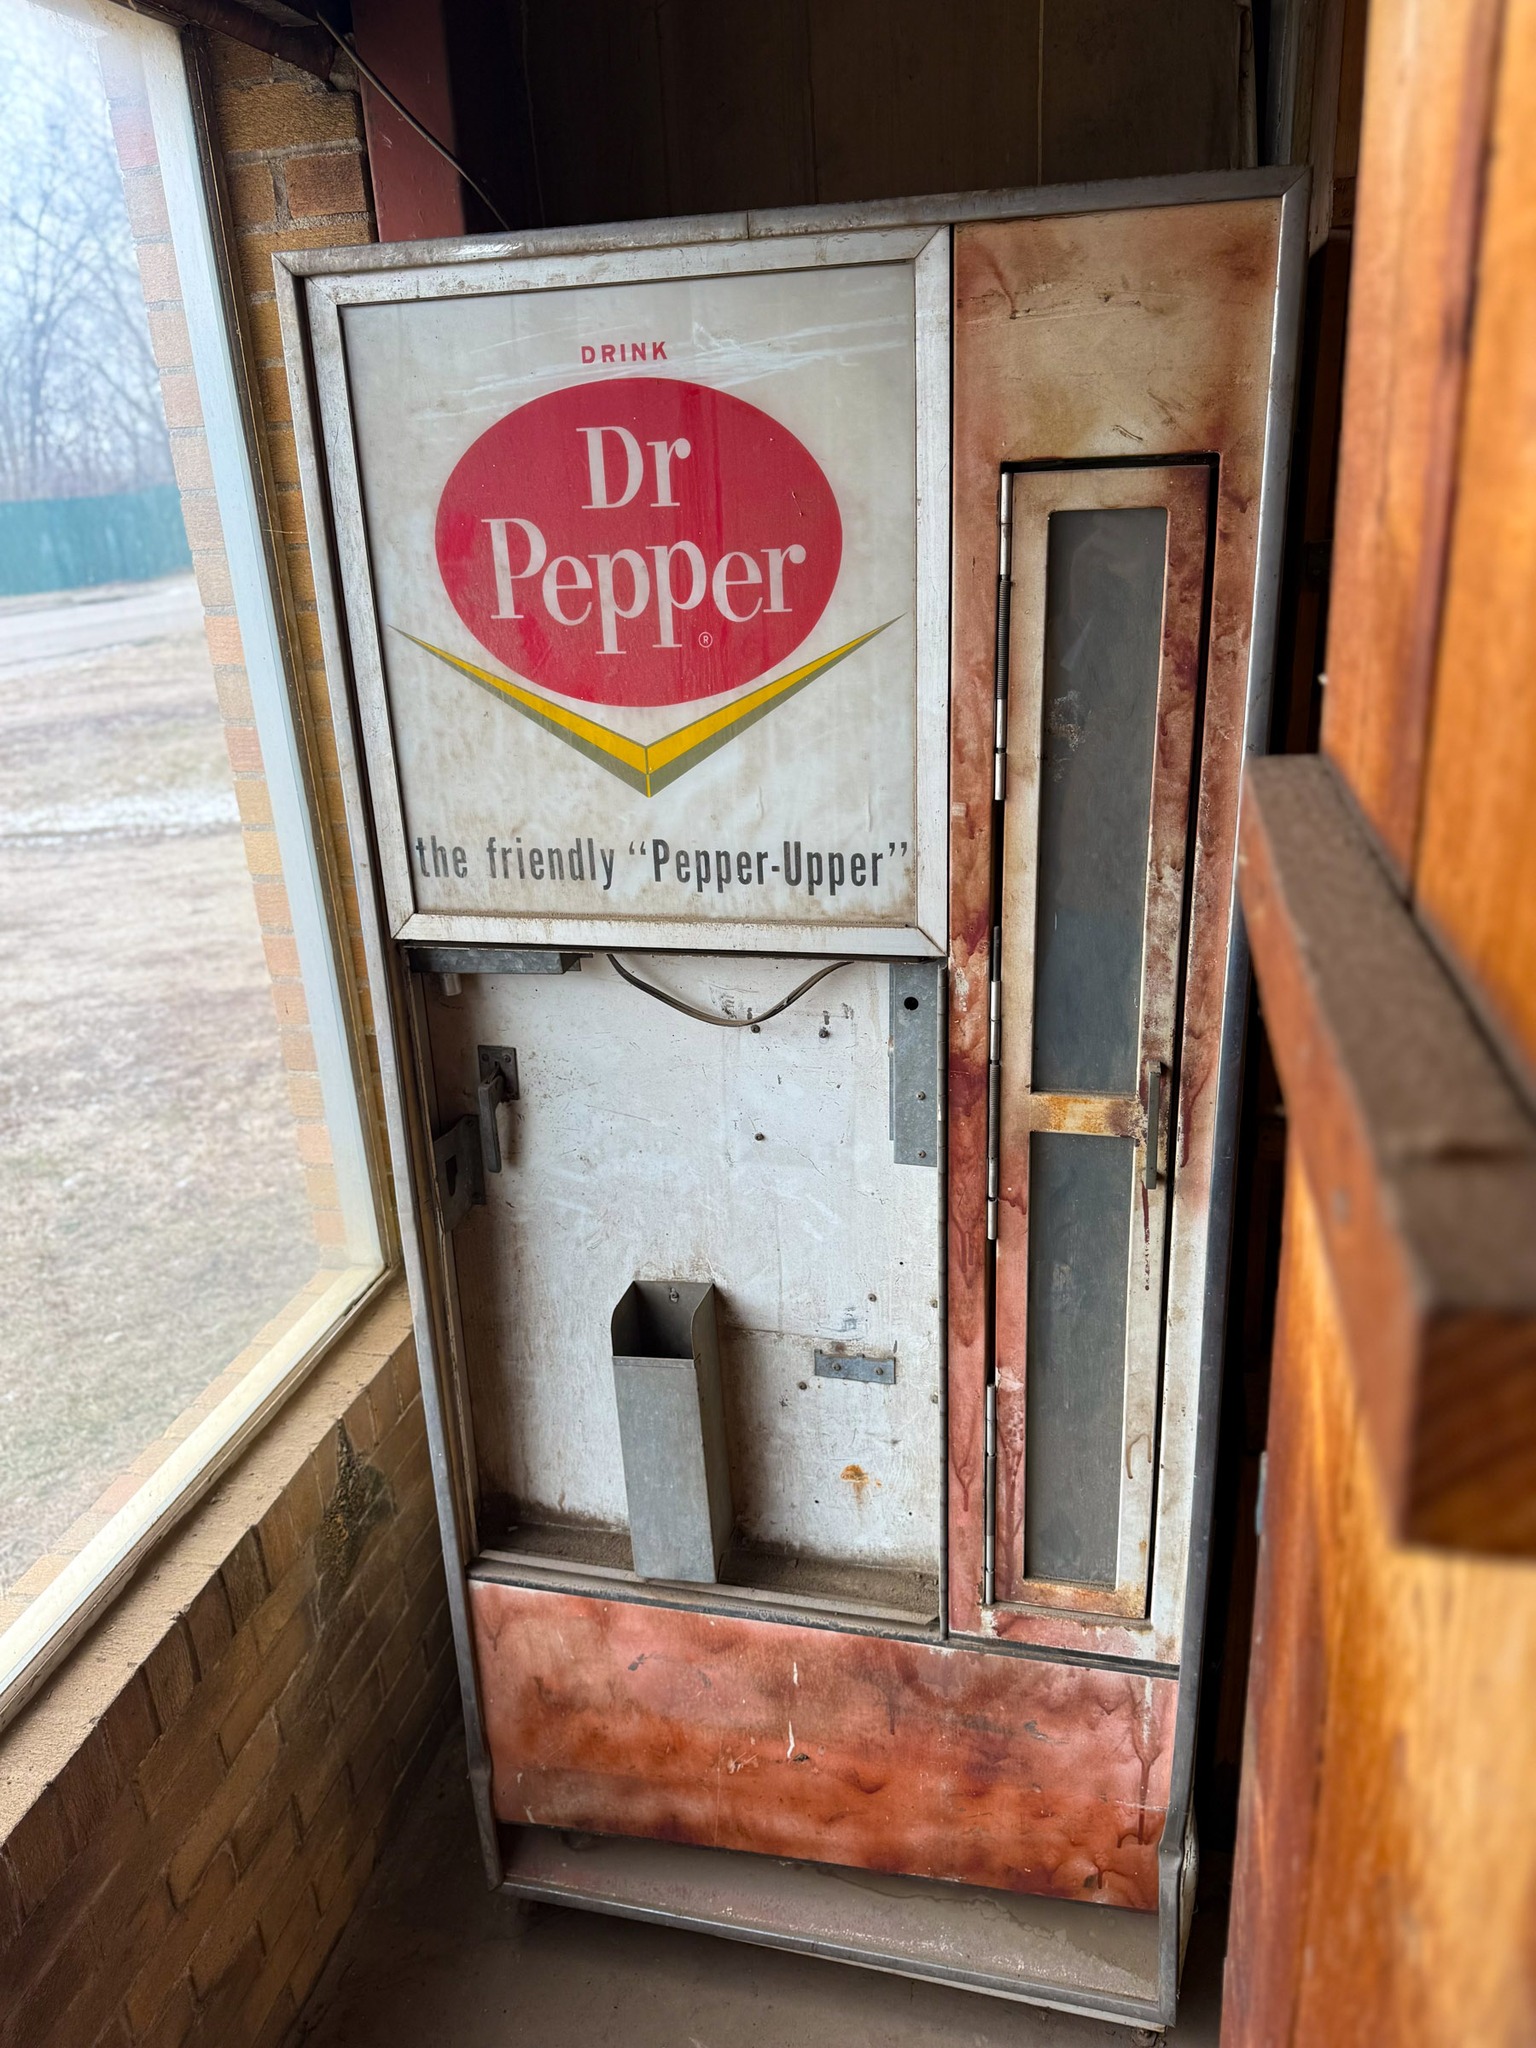 DRINK
Dr
Pepper
®
the friendly “Pepper-Upper”